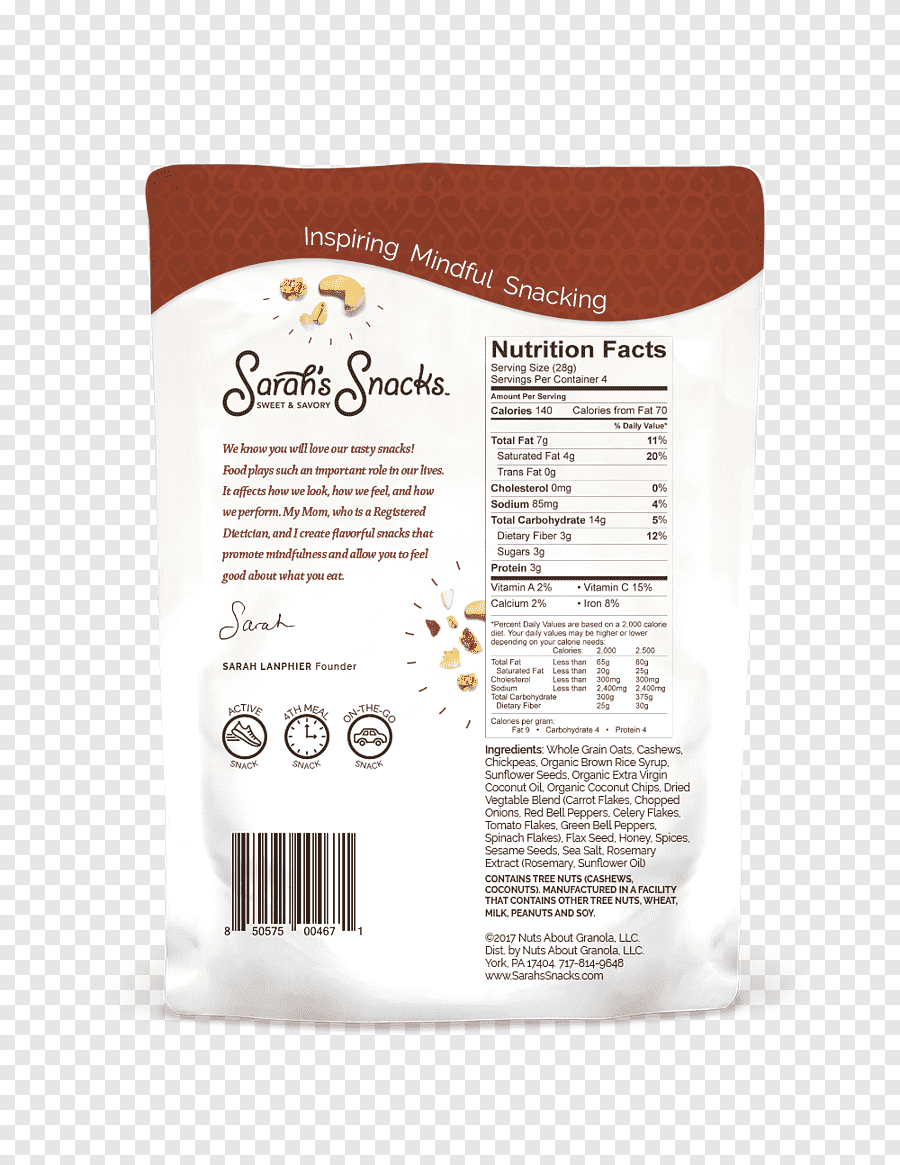 Inspiring Mindful Snacking
Sarah's Snacks™
SWEET & SAVORY
We know you will love our tasty snacks!
Food plays such an important role in our lives.
It affects how we look, how we feel, and how
we perform. My Mom, who is a Registered
Dietician, and I create flavorful snacks that
promote mindfulness and allow you to feel
good about what you eat.
Sarah
SARAH LANPHIER Founder
ACTIVE
SNACK
4TH MEAL
SNACK
ON-THE-GO
SNACK
8 50575 00467 1
Nutrition Facts
Serving Size (28g)
Servings Per Container 4
Amount Per Serving
Calories 140 Calories from Fat 70
% Daily Value*
Total Fat 7g 11%
Saturated Fat 4g 20%
Trans Fat 0g
Cholesterol 0mg 0%
Sodium 85mg 4%
Total Carbohydrate 14g 5%
Dietary Fiber 3g 12%
Sugars 3g
Protein 3g
Vitamin A 2% • Vitamin C 15%
Calcium 2% • Iron 8%
*Percent Daily Values are based on a 2,000 calorie
diet. Your daily values may be higher or lower
depending on your calorie needs:
Calories: 2,000 2,500
Total Fat Less than 65g 80g
Saturated Fat Less than 20g 25g
Cholesterol Less than 300mg 300mg
Sodium Less than 2,400mg 2,400mg
Total Carbohydrate 300g 375g
Dietary Fiber 25g 30g
Calories per gram:
Fat 9 • Carbohydrate 4 • Protein 4
Ingredients: Whole Grain Oats, Cashews,
Chickpeas, Organic Brown Rice Syrup,
Sunflower Seeds, Organic Extra Virgin
Coconut Oil, Organic Coconut Chips, Dried
Vegtable Blend (Carrot Flakes, Chopped
Onions, Red Bell Peppers, Celery Flakes,
Tomato Flakes, Green Bell Peppers,
Spinach Flakes), Flax Seed, Honey, Spices,
Sesame Seeds, Sea Salt, Rosemary
Extract (Rosemary, Sunflower Oil)
CONTAINS TREE NUTS (CASHEWS,
COCONUTS). MANUFACTURED IN A FACILITY
THAT CONTAINS OTHER TREE NUTS, WHEAT,
MILK, PEANUTS AND SOY.
©2017 Nuts About Granola, LLC.
Dist. by Nuts About Granola, LLC.
York, PA 17404. 717-814-9648
www.SarahsSnacks.com